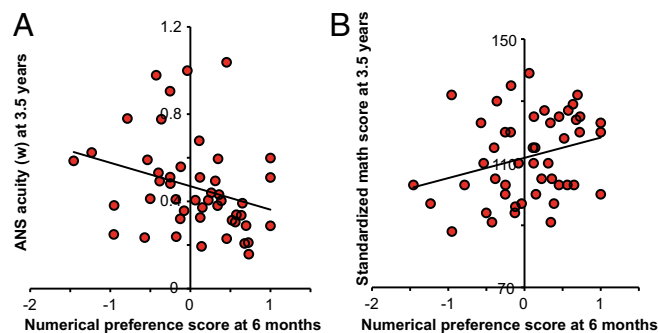 A
B
ANS acuity (w) at 3.5 years
1.2
0.8
0.4
0
-2
-1
0
1
Numerical preference score at 6 months
Standardized math score at 3.5 years
150
110
70
-2
-1
0
1
Numerical preference score at 6 months